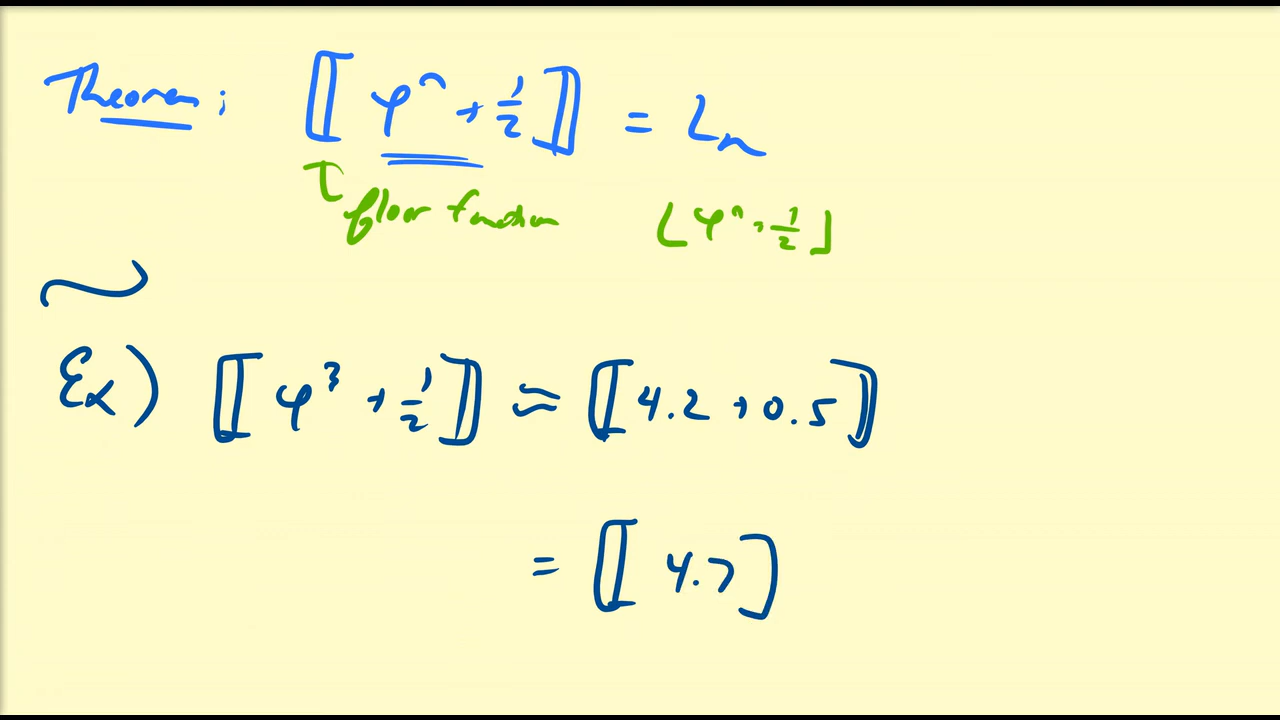 Theorem: ⟦φⁿ + 1/2⟧ = Lₙ
floor function ⌊φⁿ + 1/2⌋
Ex) ⟦φ³ + 1/2⟧ ≈ ⟦4.2 + 0.5⟧
= ⟦4.7]